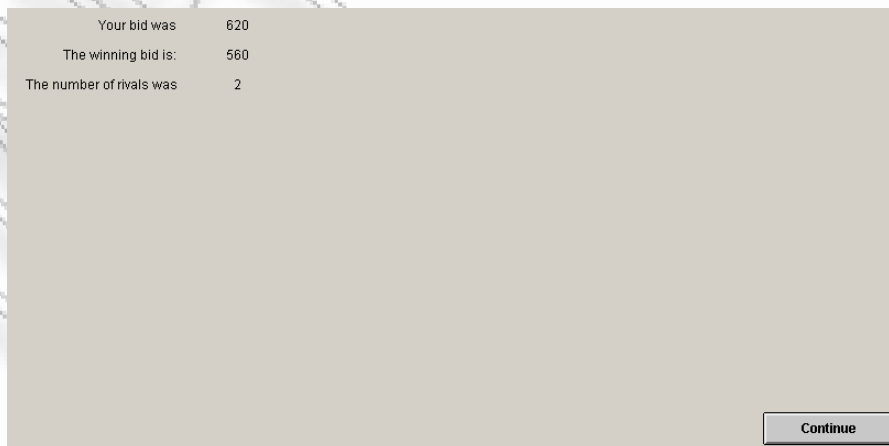 Your bid was 620
The winning bid is: 560
The number of rivals was 2
Continue